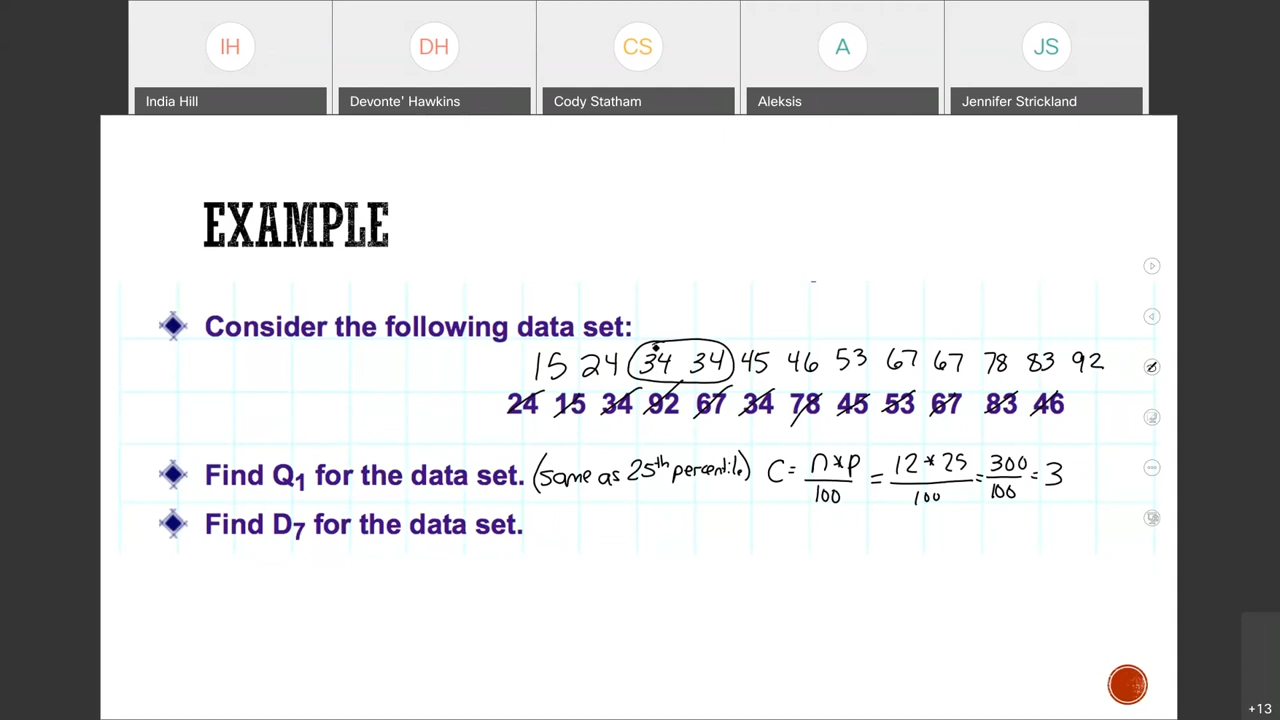 IH DH CS A JS
India Hill Devonte' Hawkins Cody Statham Aleksis Jennifer Strickland
EXAMPLE
Consider the following data set:
15 24 34 34 45 46 53 67 67 78 83 92
24 15 34 92 67 34 78 45 53 67 83 46
Find Q1 for the data set. (same as 25th percentile) C = n*p/100 = 12*25/100 = 300/100 = 3
Find D7 for the data set.
+13